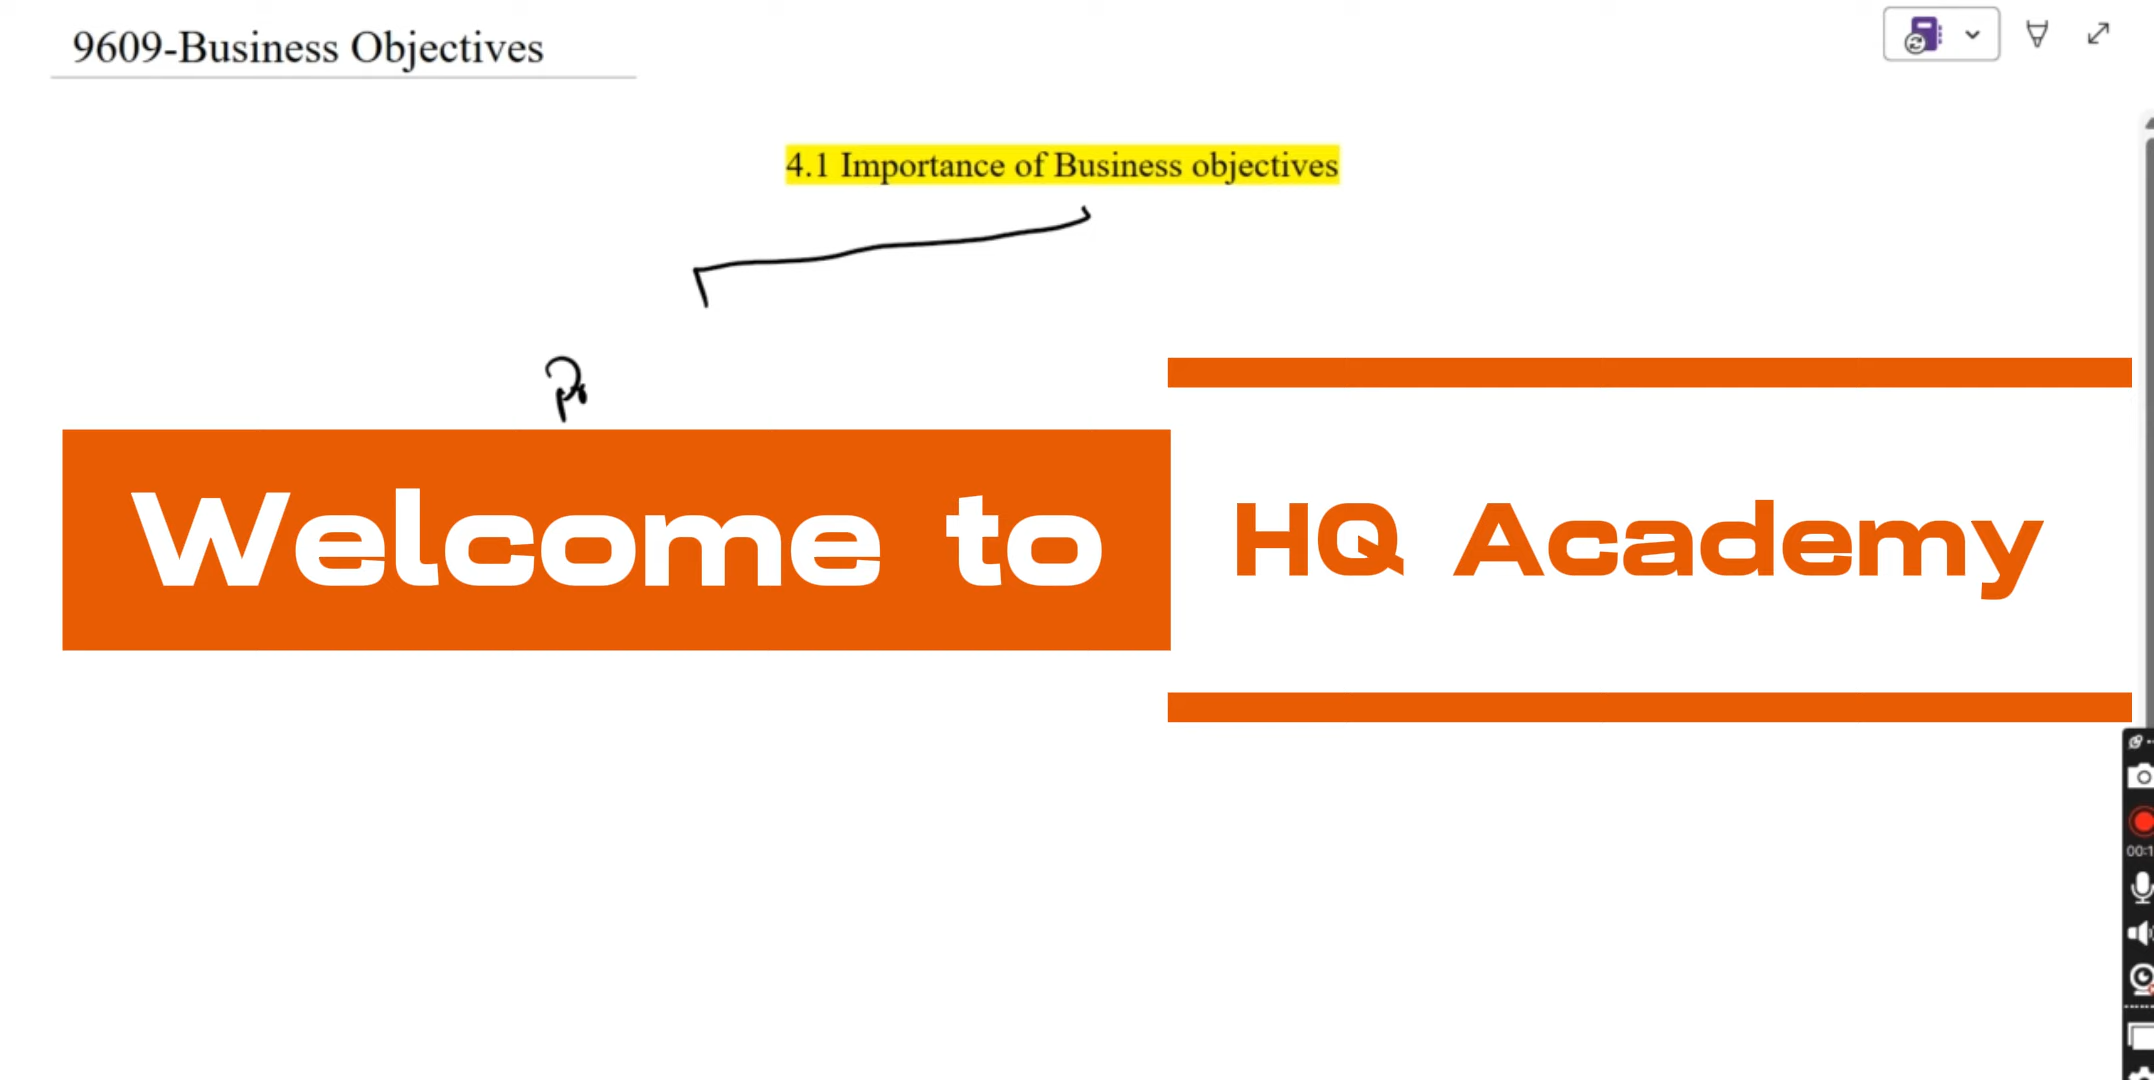 9609-Business Objectives
4.1 Importance of Business objectives
Welcome to
HQ Academy